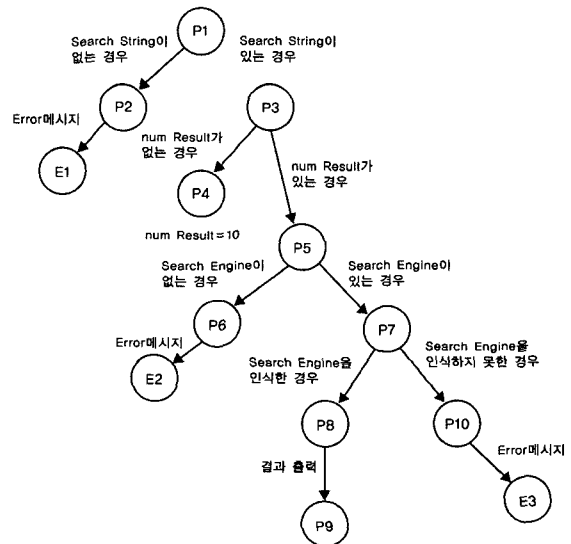 P1
Search String이
없는 경우
Search String이
있는 경우
P2
P3
Error메시지
num Result가
없는 경우
num Result가
있는 경우
E1
P4
num Result=10
P5
Search Engine이
없는 경우
Search Engine이
있는 경우
P6
P7
Error메시지
Search Engine을
인식한 경우
Search Engine을
인식하지 못한 경우
E2
P8
P10
결과 출력
Error메시지
P9
E3